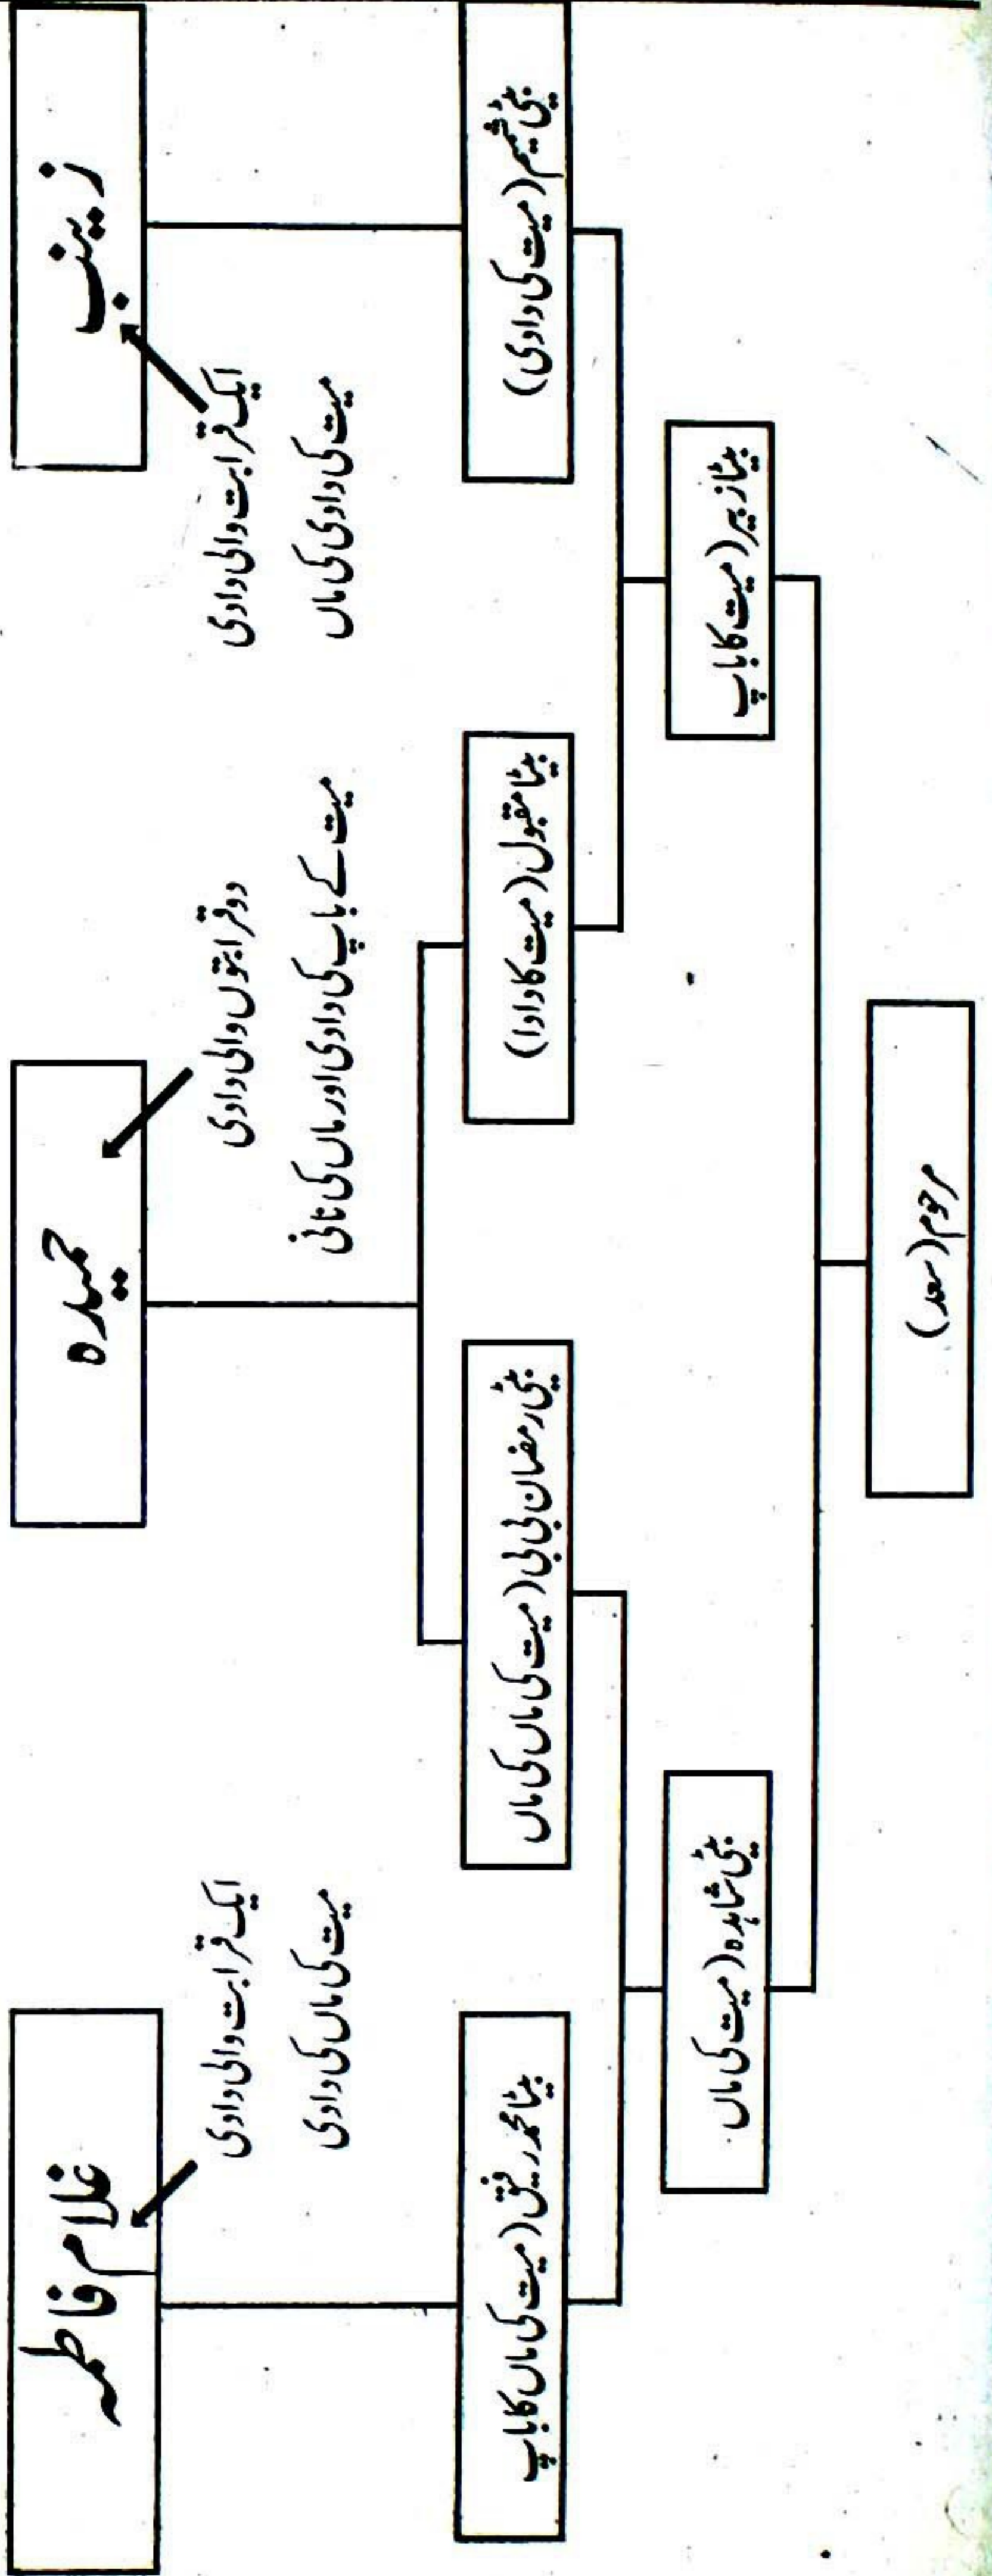 زینب
حمیدہ
غلام فاطمہ
ایک قرابت والی دادی
میت کی دادی کی ماں
دو قرابتوں والی دادی
میت کے باپ کی دادی اور ماں کی نانی
ایک قرابت والی دادی
میت کی ماں کی دادی
بیٹی شمیم (میت کی دادی)
بیٹا مقبول (میت کا دادا)
بیٹی رمضان بی بی (میت کی ماں کی ماں
بیٹا محمد رفیق (میت کی ماں کا باپ
بیٹا زبیر (میت کا باپ
بیٹی شاہدہ (میت کی ماں
مرحوم (سعد)